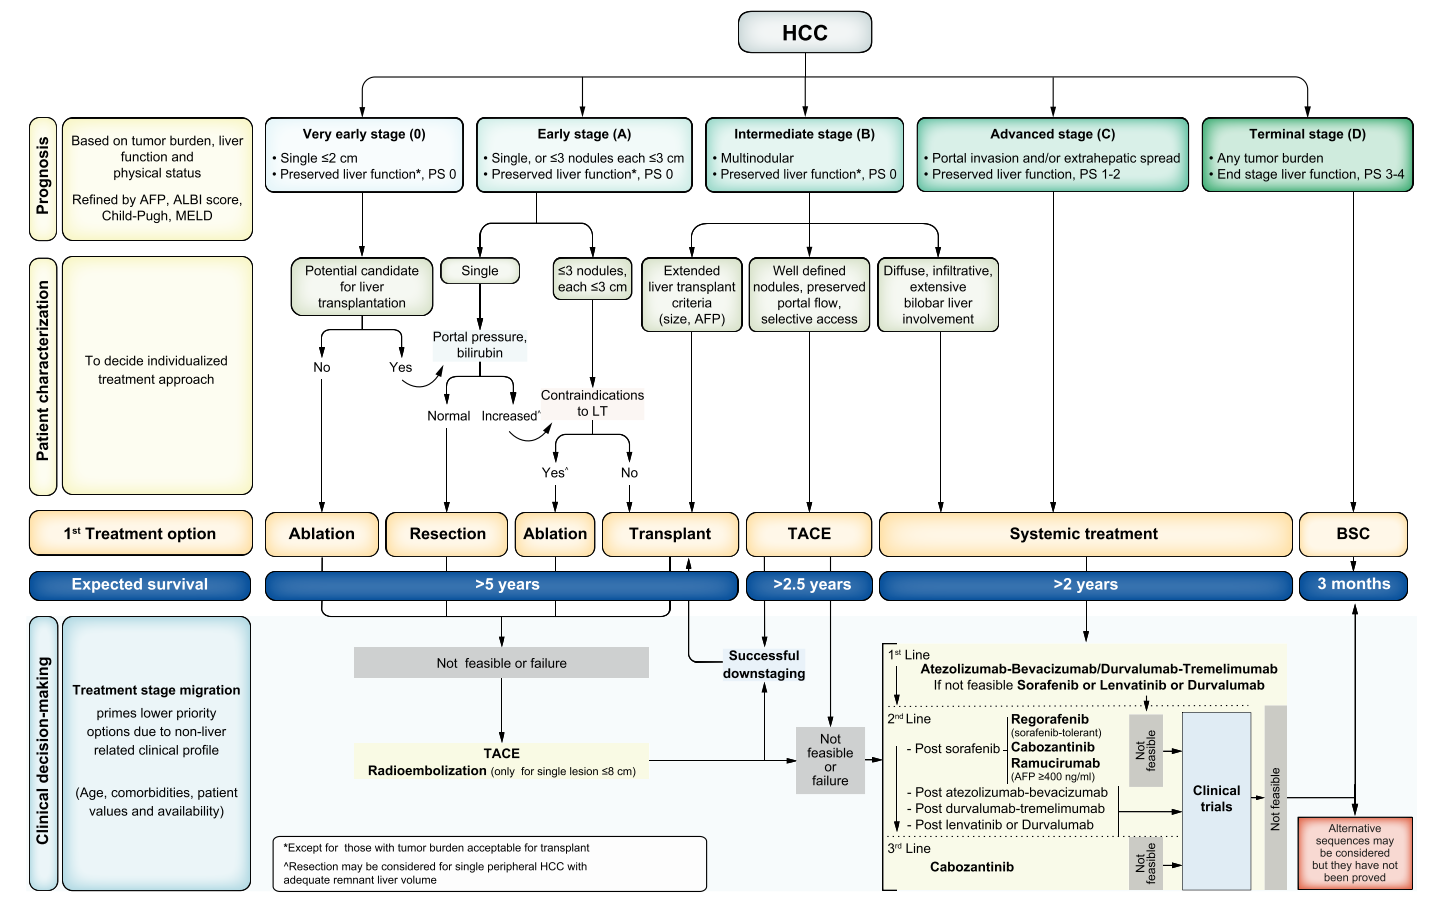 HCC
Prognosis
Based on tumor burden, liver
function and
physical status
Refined by AFP, ALBI score,
Child-Pugh, MELD
Very early stage (0)
• Single ≤2 cm
• Preserved liver function*, PS 0
Early stage (A)
• Single, or ≤3 nodules each ≤3 cm
• Preserved liver function*, PS 0
Intermediate stage (B)
• Multinodular
• Preserved liver function*, PS 0
Advanced stage (C)
• Portal invasion and/or extrahepatic spread
• Preserved liver function, PS 1-2
Terminal stage (D)
• Any tumor burden
• End stage liver function, PS 3-4
Patient characterization
To decide individualized
treatment approach
Potential candidate
for liver
transplantation
No
Yes
Single
Portal pressure,
bilirubin
Normal
Increased^
≤3 nodules,
each ≤3 cm
Contraindications
to LT
Yes^
No
Extended
liver transplant
criteria
(size, AFP)
Well defined
nodules, preserved
portal flow,
selective access
Diffuse, infiltrative,
extensive
bilobar liver
involvement
1st Treatment option
Ablation
Resection
Ablation
Transplant
TACE
Systemic treatment
BSC
Expected survival
>5 years
>2.5 years
>2 years
3 months
Clinical decision-making
Treatment stage migration
primes lower priority
options due to non-liver
related clinical profile
(Age, comorbidities, patient
values and availability)
Not feasible or failure
TACE
Radioembolization (only for single lesion ≤8 cm)
Successful
downstaging
Not
feasible
or
failure
1st Line
Atezolizumab-Bevacizumab/Durvalumab-Tremelimumab
If not feasible Sorafenib or Lenvatinib or Durvalumab
2nd Line
- Post sorafenib
Regorafenib
(sorafenib-tolerant)
Cabozantinib
Ramucirumab
(AFP ≥400 ng/ml)
- Post atezolizumab-bevacizumab
- Post durvalumab-tremelimumab
- Post lenvatinib or Durvalumab
3rd Line
Cabozantinib
Not
feasible
Not
feasible
Clinical
trials
Not feasible
Alternative
sequences may
be considered
but they have not
been proved
*Except for those with tumor burden acceptable for transplant
^Resection may be considered for single peripheral HCC with
adequate remnant liver volume